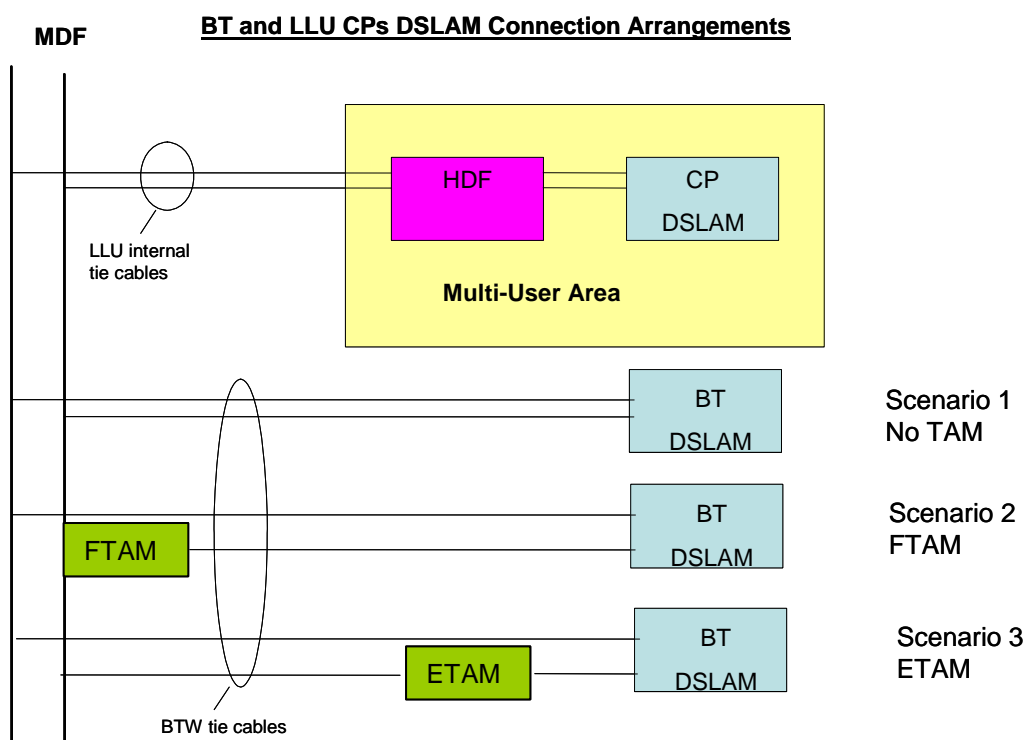 BT and LLU CPs DSLAM Connection Arrangements
MDF
HDF
CP
DSLAM
LLU internal
tie cables
Multi-User Area
BT
DSLAM
Scenario 1
No TAM
BT
DSLAM
Scenario 2
FTAM
FTAM
BT
DSLAM
Scenario 3
ETAM
ETAM
BTW tie cables